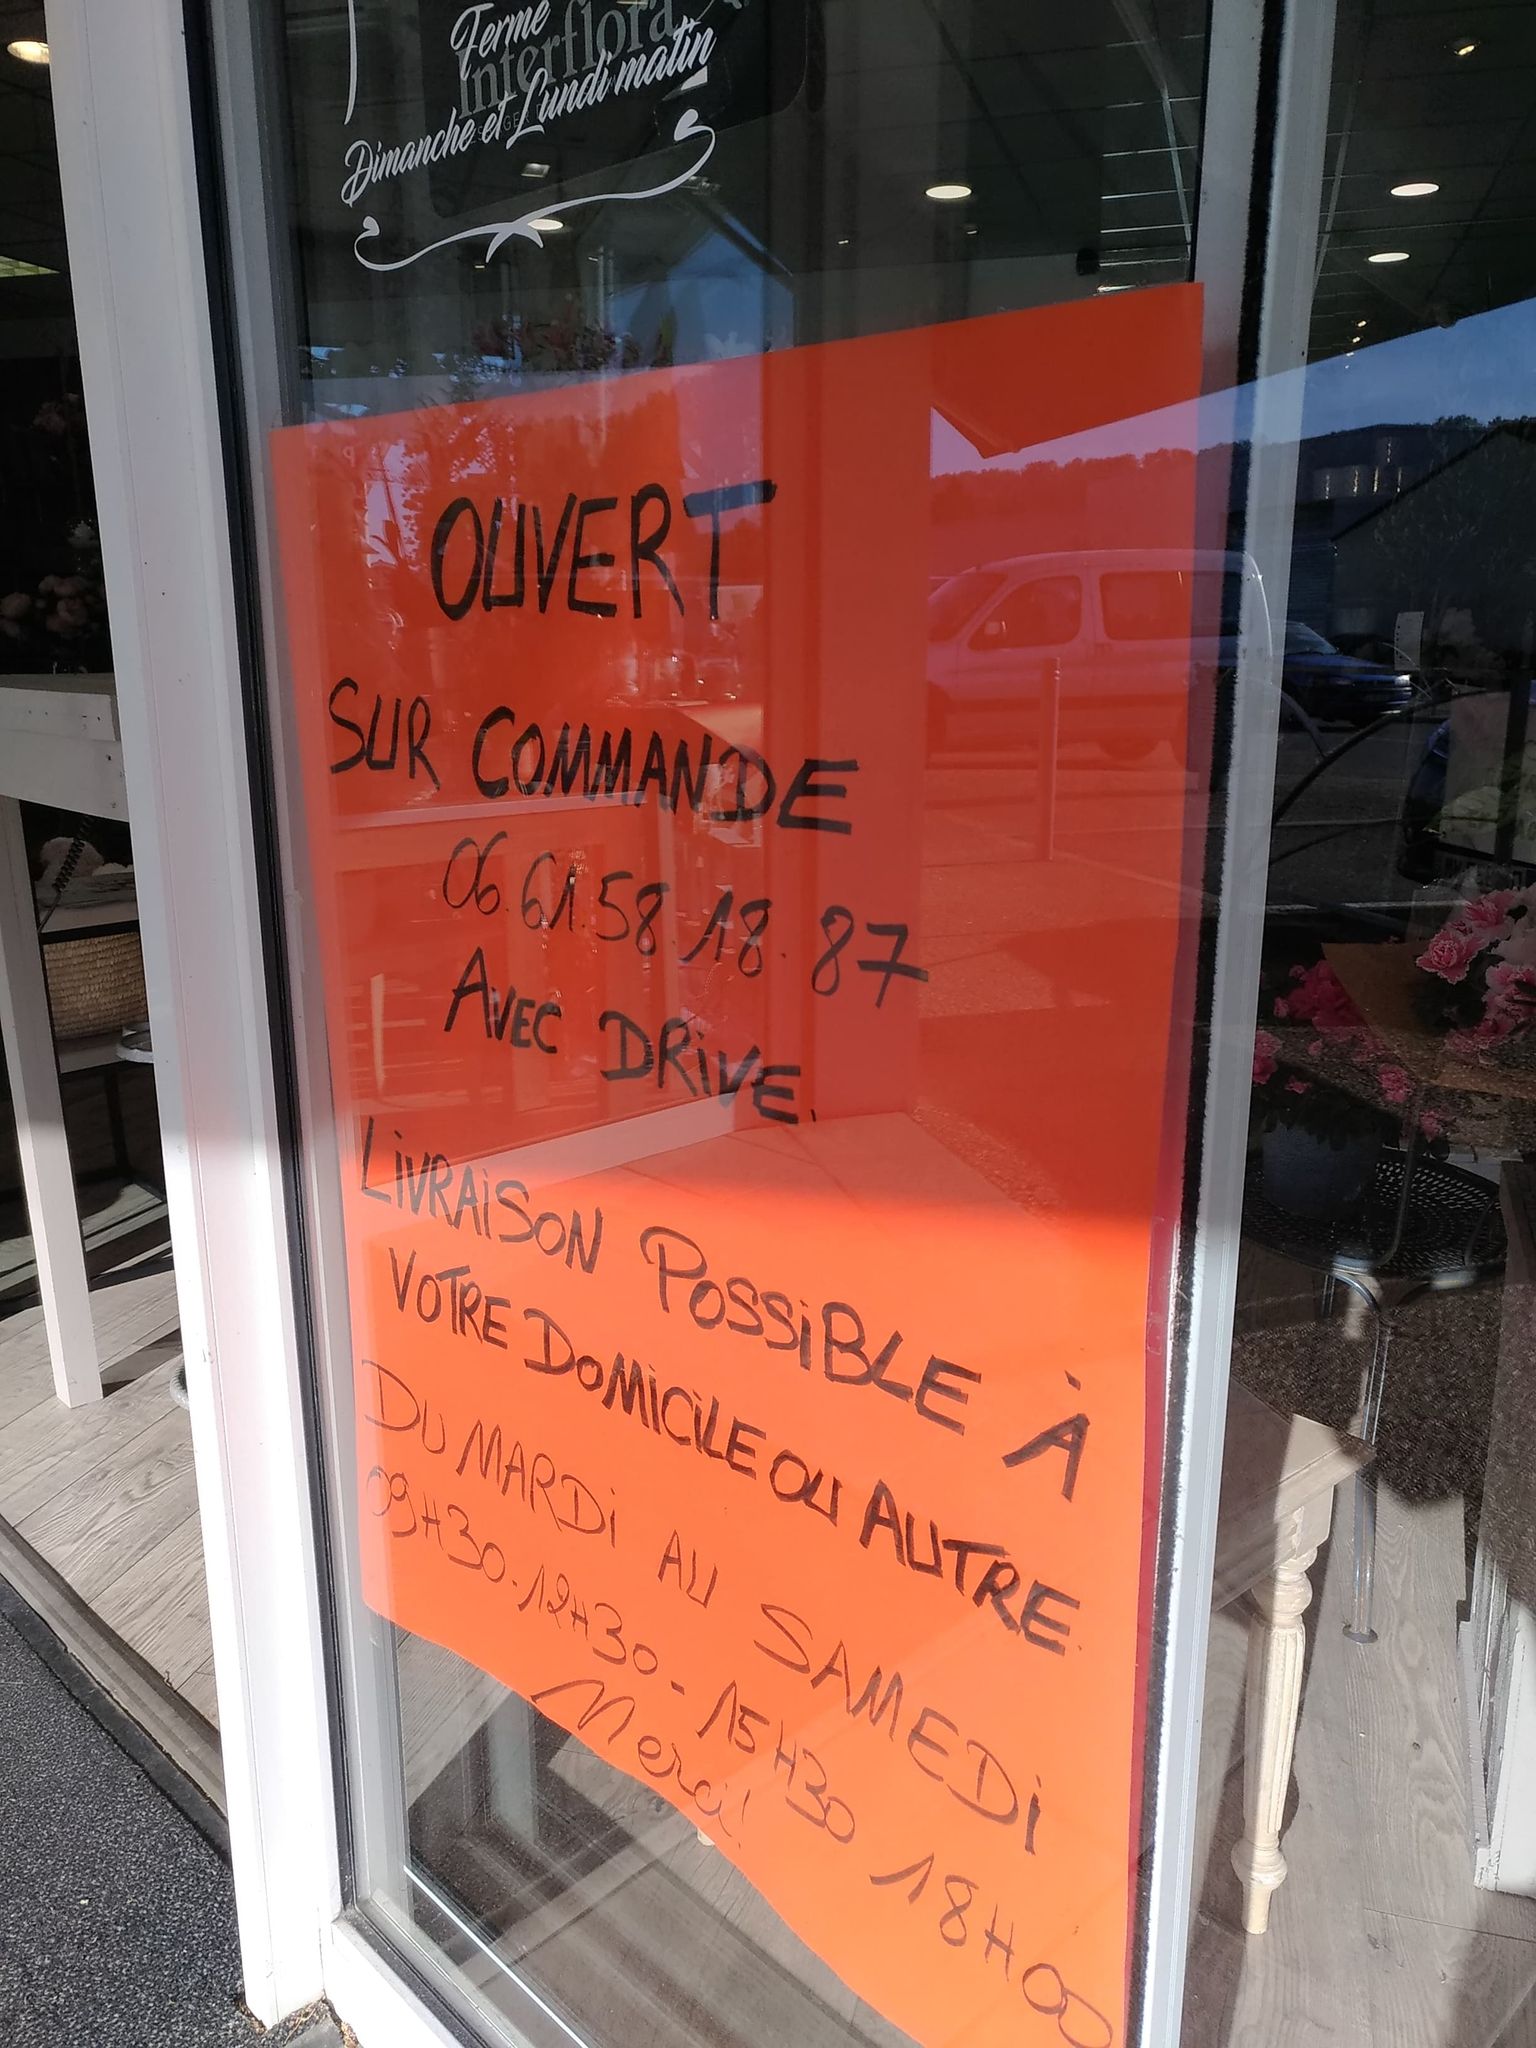 Fermé
Interflora
Dimanche et Lundi matin
OUVERT
SUR COMMANDE
06.61.58.18.87
AVEC DRIVE.
LIVRAISON POSSIBLE À
VOTRE DOMICILE OU AUTRE.
DU MARDI AU SAMEDI
09H30-12H30-15H30 18H00
Merci!